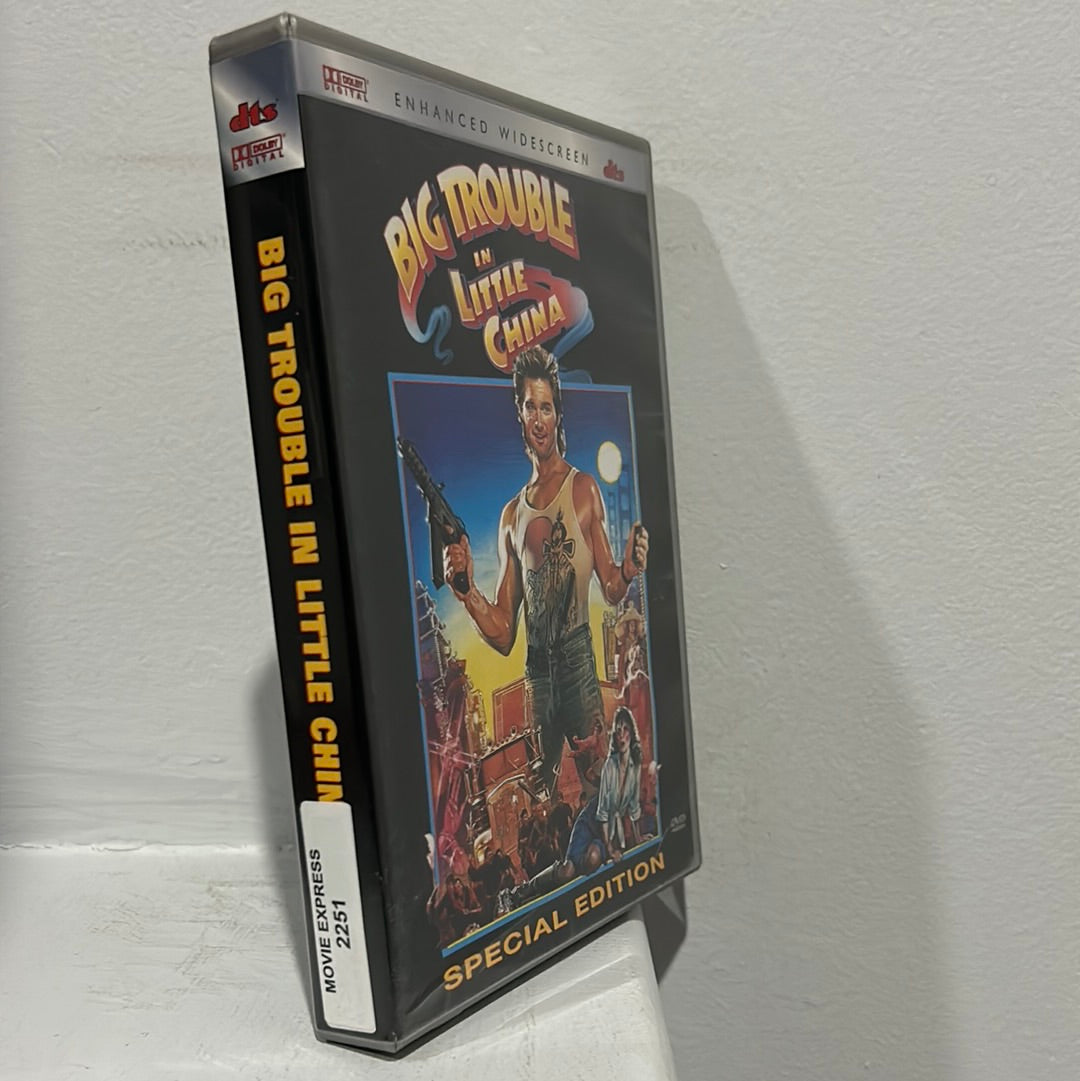 dts
DOLBY
DIGITAL
BIG TROUBLE IN LITTLE CHIN
MOVIE EXPRESS
2251
DOLBY
DIGITAL
ENHANCED WIDESCREEN
dts
BIG TROUBLE
IN
LITTLE
CHINA
DVD
SPECIAL EDITION